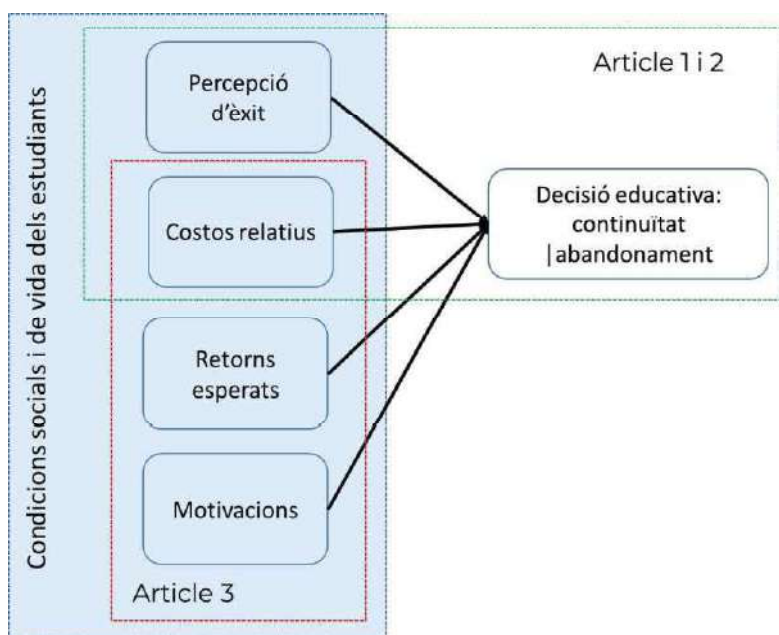 Condicions socials i de vida dels estudiants
Article 1 i 2
Percepció
d'èxit
Costos relatius
Decisió educativa:
continuïtat
|abandonament
Retorns
esperats
Motivacions
Article 3